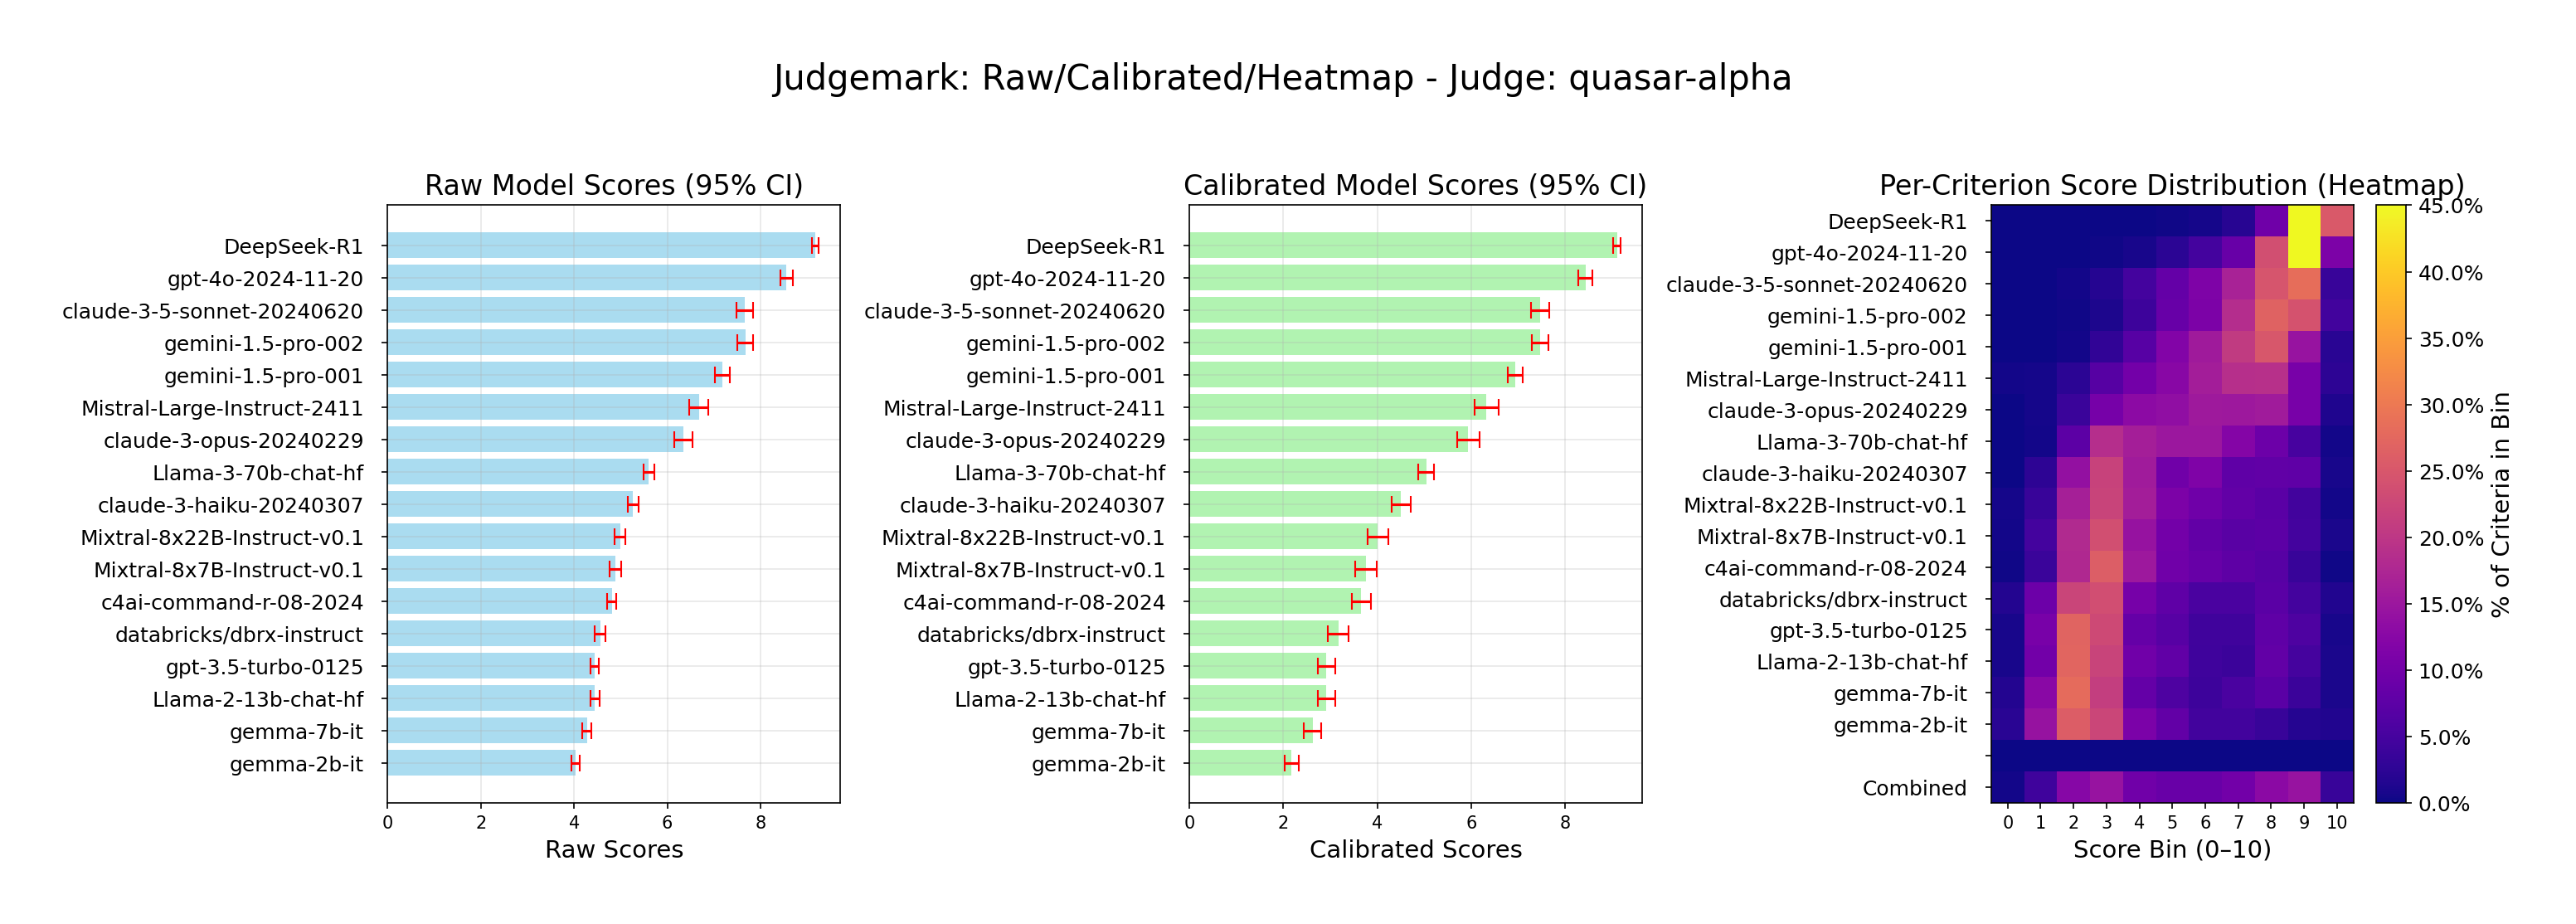 Judgemark: Raw/Calibrated/Heatmap - Judge: quasar-alpha
Raw Model Scores (95% CI)
DeepSeek-R1
gpt-4o-2024-11-20
claude-3-5-sonnet-20240620
gemini-1.5-pro-002
gemini-1.5-pro-001
Mistral-Large-Instruct-2411
claude-3-opus-20240229
Llama-3-70b-chat-hf
claude-3-haiku-20240307
Mixtral-8x22B-Instruct-v0.1
Mixtral-8x7B-Instruct-v0.1
c4ai-command-r-08-2024
databricks/dbrx-instruct
gpt-3.5-turbo-0125
Llama-2-13b-chat-hf
gemma-7b-it
gemma-2b-it
0 2 4 6 8
Raw Scores
Calibrated Model Scores (95% CI)
DeepSeek-R1
gpt-4o-2024-11-20
claude-3-5-sonnet-20240620
gemini-1.5-pro-002
gemini-1.5-pro-001
Mistral-Large-Instruct-2411
claude-3-opus-20240229
Llama-3-70b-chat-hf
claude-3-haiku-20240307
Mixtral-8x22B-Instruct-v0.1
Mixtral-8x7B-Instruct-v0.1
c4ai-command-r-08-2024
databricks/dbrx-instruct
gpt-3.5-turbo-0125
Llama-2-13b-chat-hf
gemma-7b-it
gemma-2b-it
0 2 4 6 8
Calibrated Scores
Per-Criterion Score Distribution (Heatmap)
DeepSeek-R1
gpt-4o-2024-11-20
claude-3-5-sonnet-20240620
gemini-1.5-pro-002
gemini-1.5-pro-001
Mistral-Large-Instruct-2411
claude-3-opus-20240229
Llama-3-70b-chat-hf
claude-3-haiku-20240307
Mixtral-8x22B-Instruct-v0.1
Mixtral-8x7B-Instruct-v0.1
c4ai-command-r-08-2024
databricks/dbrx-instruct
gpt-3.5-turbo-0125
Llama-2-13b-chat-hf
gemma-7b-it
gemma-2b-it
Combined
0 1 2 3 4 5 6 7 8 9 10
Score Bin (0–10)
45.0%
40.0%
35.0%
30.0%
25.0%
20.0%
15.0%
10.0%
5.0%
0.0%
% of Criteria in Bin